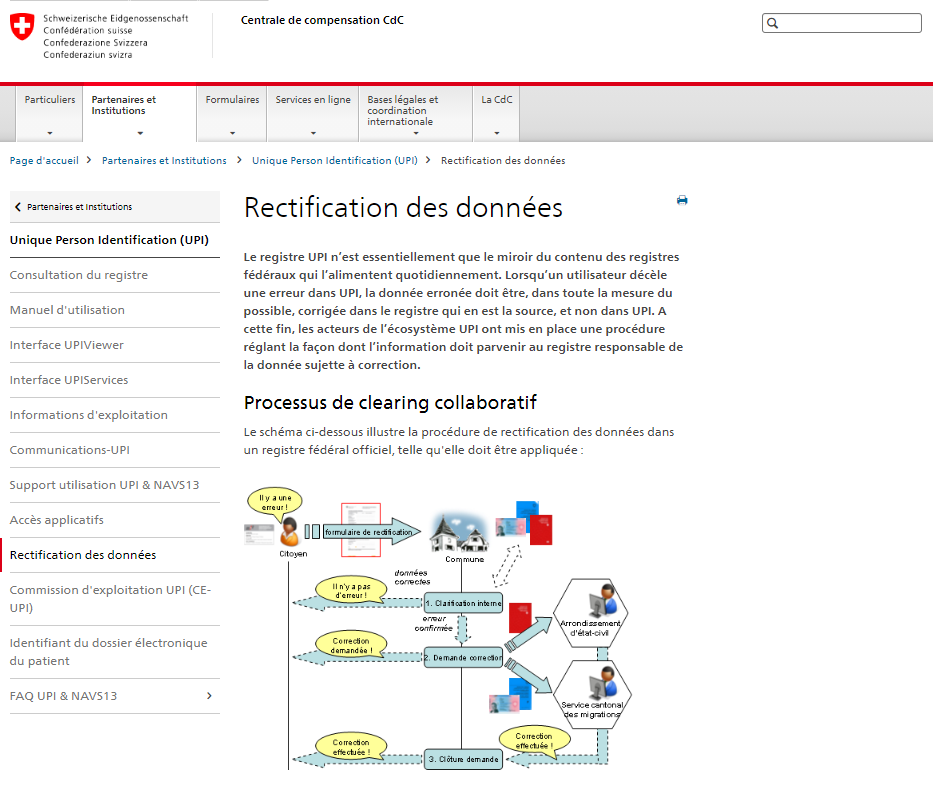 Schweizerische Eidgenossenschaft
Confédération suisse
Confederazione Svizzera
Confederaziun svizra
Centrale de compensation CdC
Particuliers
Partenaires et
Institutions
Formulaires
Services en ligne
Bases légales et
coordination
internationale
La CdC
Page d'accueil > Partenaires et Institutions > Unique Person Identification (UPI) > Rectification des données
Partenaires et Institutions
Unique Person Identification (UPI)
Consultation du registre
Manuel d'utilisation
Interface UPIViewer
Interface UPIServices
Informations d'exploitation
Communications-UPI
Support utilisation UPI & NAVS13
Accès applicatifs
Rectification des données
Commission d'exploitation UPI (CE-
UPI)
Identifiant du dossier électronique
du patient
FAQ UPI & NAVS13
Rectification des données
Le registre UPI n’est essentiellement que le miroir du contenu des registres
fédéraux qui l’alimentent quotidiennement. Lorsqu’un utilisateur décèle
une erreur dans UPI, la donnée erronée doit être, dans toute la mesure du
possible, corrigée dans le registre qui en est la source, et non dans UPI. A
cette fin, les acteurs de l’écosystème UPI ont mis en place une procédure
réglant la façon dont l’information doit parvenir au registre responsable de
la donnée sujette à correction.
Processus de clearing collaboratif
Le schéma ci-dessous illustre la procédure de rectification des données dans
un registre fédéral officiel, telle qu'elle doit être appliquée :
Il y a une
erreur !
formulaire de rectification
Citoyen
Commune
données
correctes
Il n'y a pas
d'erreur !
1. Clarification interne
erreur
confirmée
Arrondissement
d'état-civil
Correction
demandée !
2. Demande correction
Service cantonal
des migrations
Correction
effectuée !
Correction
effectuée !
3. Clôture demande